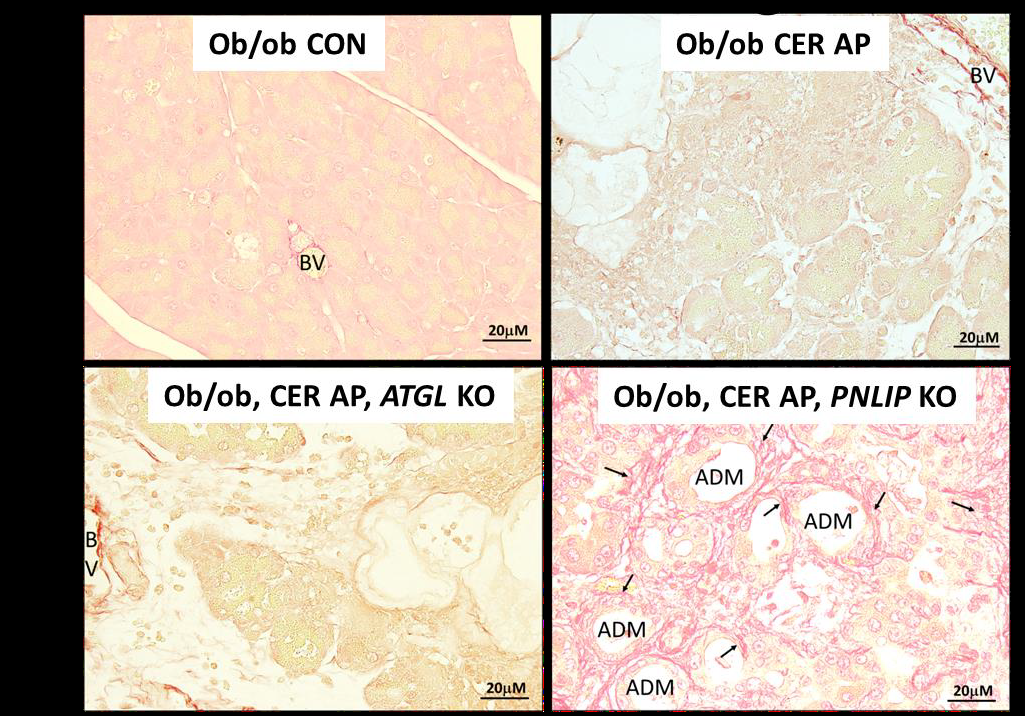 Ob/ob CON
BV
20µM
Ob/ob CER AP
BV
20µM
Ob/ob, CER AP, ATGL KO
B
V
20µM
Ob/ob, CER AP, PNLIP KO
ADM
ADM
ADM
ADM
20µM